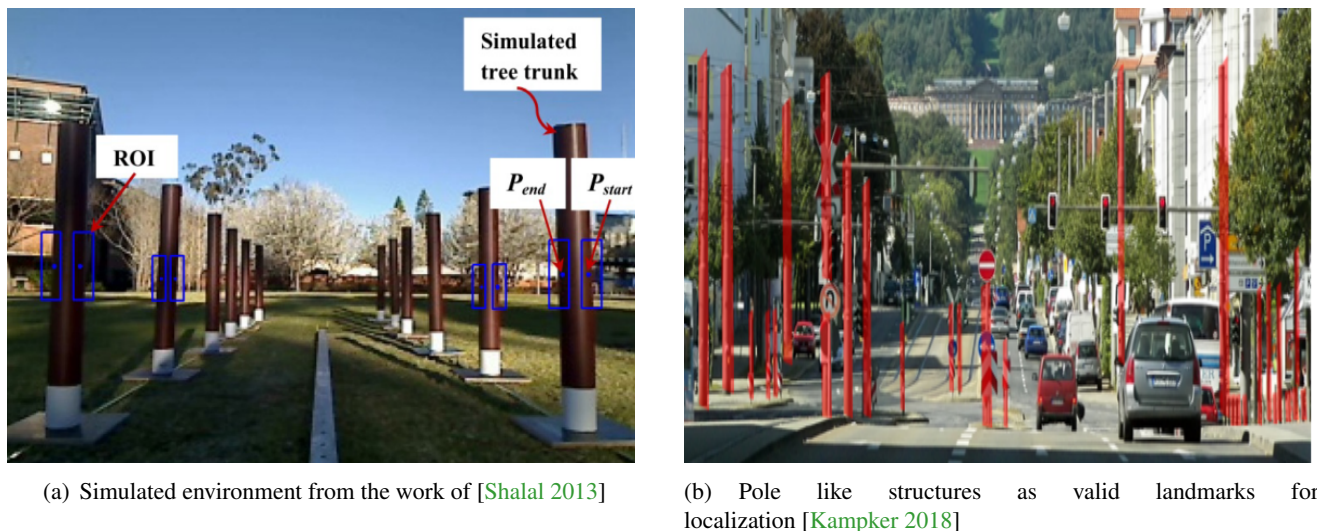 Simulated
tree trunk
ROI
P_end
P_start
P
(a) Simulated environment from the work of [Shalal 2013]
(b) Pole like structures as valid landmarks for
localization [Kampker 2018]